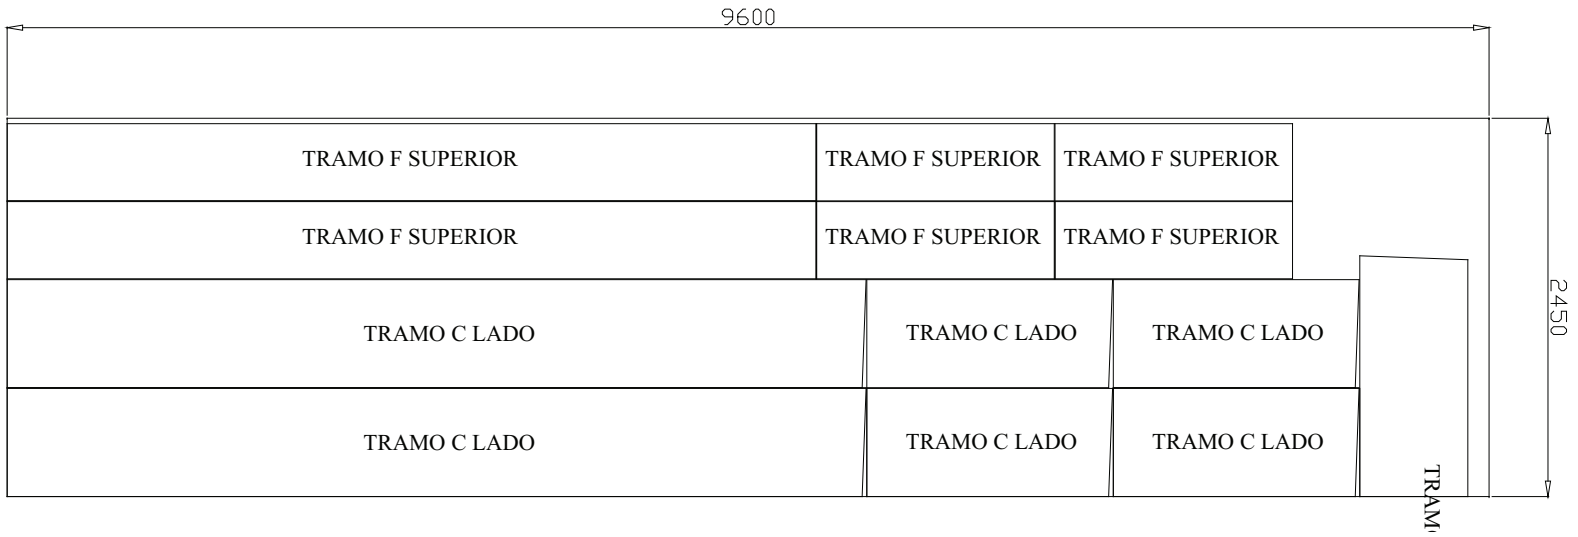 9600
TRAMO F SUPERIOR TRAMO F SUPERIOR TRAMO F SUPERIOR
TRAMO F SUPERIOR TRAMO F SUPERIOR TRAMO F SUPERIOR
2450
TRAMO C LADO TRAMO C LADO TRAMO C LADO
TRAMO C LADO TRAMO C LADO TRAMO C LADO
TRAM